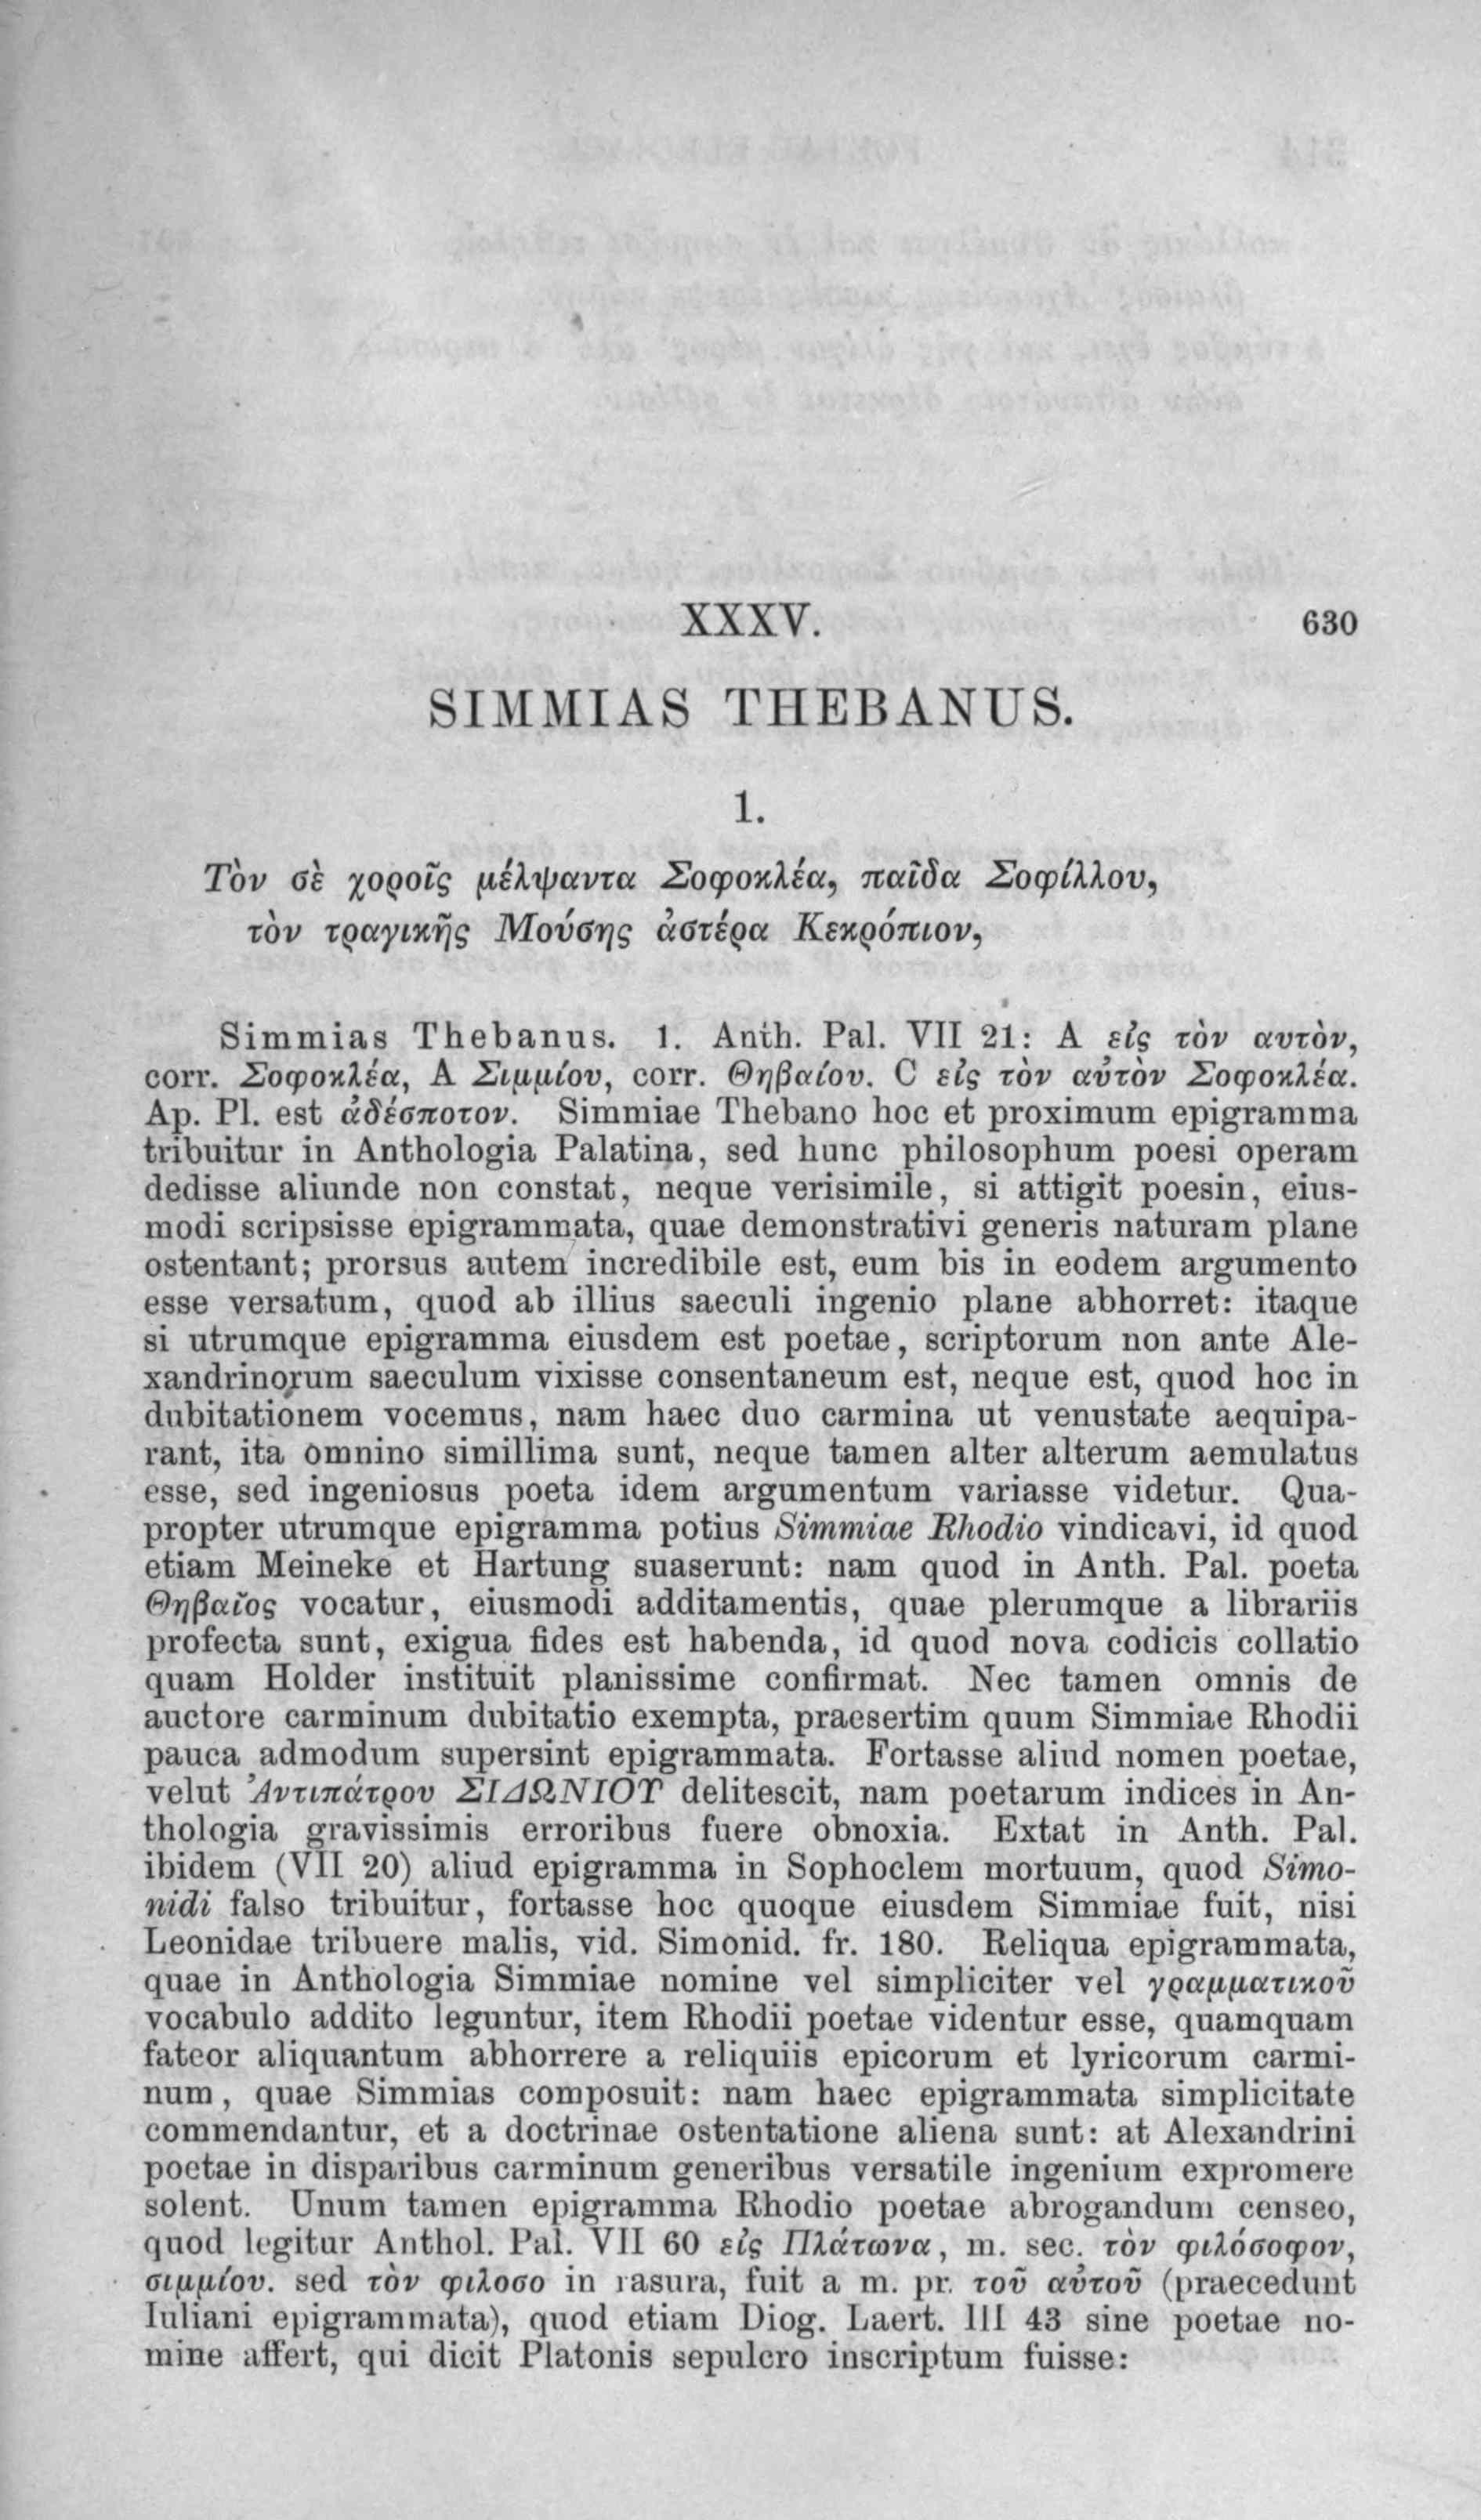 XXXV. 630
SIMMIAS THEBANUS.
1.
Τὸν σὲ χοροῖς μέλψαντα Σοφοκλέα, παῖδα Σοφίλλου,
τὸν τραγικῆς Μούσης ἀστέρα Κεκρόπιον,
Simmias Thebanus. 1. Anth. Pal. VII 21: A εἰς τὸν αυτὸν,
corr. Σοφοκλέα, A Σιμμίου, corr. Θηβαίου. C εἰς τὸν αὐτὸν Σοφοκλέα.
Ap. Pl. est ἀδέσποτον. Simmiae Thebano hoc et proximum epigramma
tribuitur in Anthologia Palatina, sed hunc philosophum poesi operam
dedisse aliunde non constat, neque verisimile, si attigit poesin, eius-
modi scripsisse epigrammata, quae demonstrativi generis naturam plane
ostentant; prorsus autem incredibile est, eum bis in eodem argumento
esse versatum, quod ab illius saeculi ingenio plane abhorret: itaque
si utrumque epigramma eiusdem est poetae, scriptorum non ante Ale-
xandrinorum saeculum vixisse consentaneum est, neque est, quod hoc in
dubitationem vocemus, nam haec duo carmina ut venustate aequipa-
rant, ita omnino simillima sunt, neque tamen alter alterum aemulatus
esse, sed ingeniosus poeta idem argumentum variasse videtur. Qua-
propter utrumque epigramma potius Simmiae Rhodio vindicavi, id quod
etiam Meineke et Hartung suaserunt: nam quod in Anth. Pal. poeta
Θηβαῖος vocatur, eiusmodi additamentis, quae plerumque a librariis
profecta sunt, exigua fides est habenda, id quod nova codicis collatio
quam Holder instituit planissime confirmat. Nec tamen omnis de
auctore carminum dubitatio exempta, praesertim quum Simmiae Rhodii
pauca admodum supersint epigrammata. Fortasse aliud nomen poetae,
velut Ἀντιπάτρου ΣΙΔΩΝΙΟΥ delitescit, nam poetarum indices in An-
thologia gravissimis erroribus fuere obnoxia. Extat in Anth. Pal.
ibidem (VII 20) aliud epigramma in Sophoclem mortuum, quod Simo-
nidi falso tribuitur, fortasse hoc quoque eiusdem Simmiae fuit, nisi
Leonidae tribuere malis, vid. Simonid. fr. 180. Reliqua epigrammata,
quae in Anthologia Simmiae nomine vel simpliciter vel γραμματικοῦ
vocabulo addito leguntur, item Rhodii poetae videntur esse, quamquam
fateor aliquantum abhorrere a reliquiis epicorum et lyricorum carmi-
num, quae Simmias composuit: nam haec epigrammata simplicitate
commendantur, et a doctrinae ostentatione aliena sunt: at Alexandrini
poetae in disparibus carminum generibus versatile ingenium expromere
solent. Unum tamen epigramma Rhodio poetae abrogandum censeo,
quod legitur Anthol. Pal. VII 60 εἰς Πλάτωνα, m. sec. τὸν φιλόσοφον,
σιμμίου. sed τὸν φιλοσο in rasura, fuit a m. pr. τοῦ αὐτοῦ (praecedunt
Iuliani epigrammata), quod etiam Diog. Laert. III 43 sine poetae no-
mine affert, qui dicit Platonis sepulcro inscriptum fuisse: